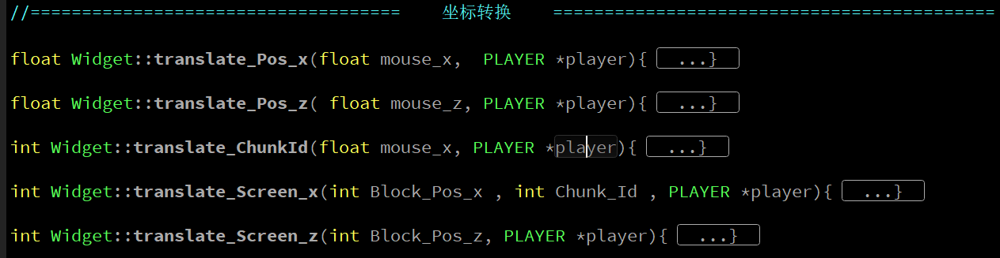 //==================================== 坐标转换 ===========================================
float Widget::translate_Pos_x(float mouse_x,  PLAYER *player){ ...}
float Widget::translate_Pos_z( float mouse_z, PLAYER *player){ ...}
int Widget::translate_ChunkId(float mouse_x, PLAYER *player){ ...}
int Widget::translate_Screen_x(int Block_Pos_x , int Chunk_Id , PLAYER *player){ ...}
int Widget::translate_Screen_z(int Block_Pos_z, PLAYER *player){ ...}